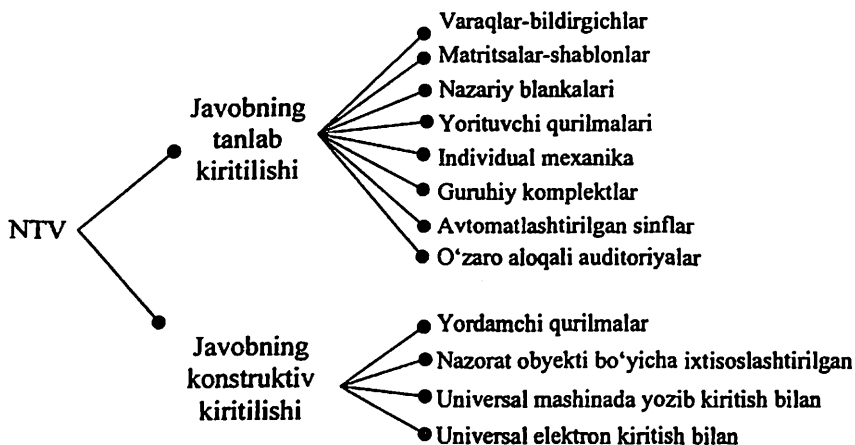 NTV
Javobning
tanlab
kiritilishi
Varaqlar-bildirgichlar
Matritsalar-shablonlar
Nazariy blankalari
Yorituvchi qurilmalari
Individual mexanika
Guruhiy komplektlar
Avtomatlashtirilgan sinflar
O‘zaro aloqali auditoriyalar
Javobning
konstruktiv
kiritilishi
Yordamchi qurilmalar
Nazorat obyekti bo‘yicha ixtisoslashtirilgan
Universal mashinada yozib kiritish bilan
Universal elektron kiritish bilan